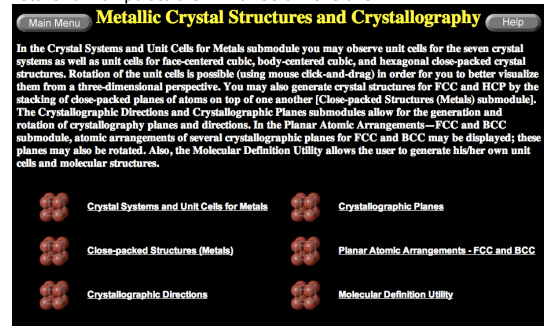 Main Menu
Metallic Crystal Structures and Crystallography
Help
In the Crystal Systems and Unit Cells for Metals submodule you may observe unit cells for the seven crystal
systems as well as unit cells for face-centered cubic, body-centered cubic, and hexagonal close-packed crystal
structures. Rotation of the unit cells is possible (using mouse click-and-drag) in order for you to better visualize
them from a three-dimensional perspective. You may also generate crystal structures for FCC and HCP by the
stacking of close-packed planes of atoms on top of one another [Close-packed Structures (Metals) submodule].
The Crystallographic Directions and Crystallographic Planes submodules allow for the generation and
rotation of crystallography planes and directions. In the Planar Atomic Arrangements—FCC and BCC
submodule, atomic arrangements of several crystallographic planes for FCC and BCC may be displayed; these
planes may also be rotated. Also, the Molecular Definition Utility allows the user to generate his/her own unit
cells and molecular structures.
Crystal Systems and Unit Cells for Metals
Crystallographic Planes
Close-packed Structures (Metals)
Planar Atomic Arrangements - FCC and BCC
Crystallographic Directions
Molecular Definition Utility